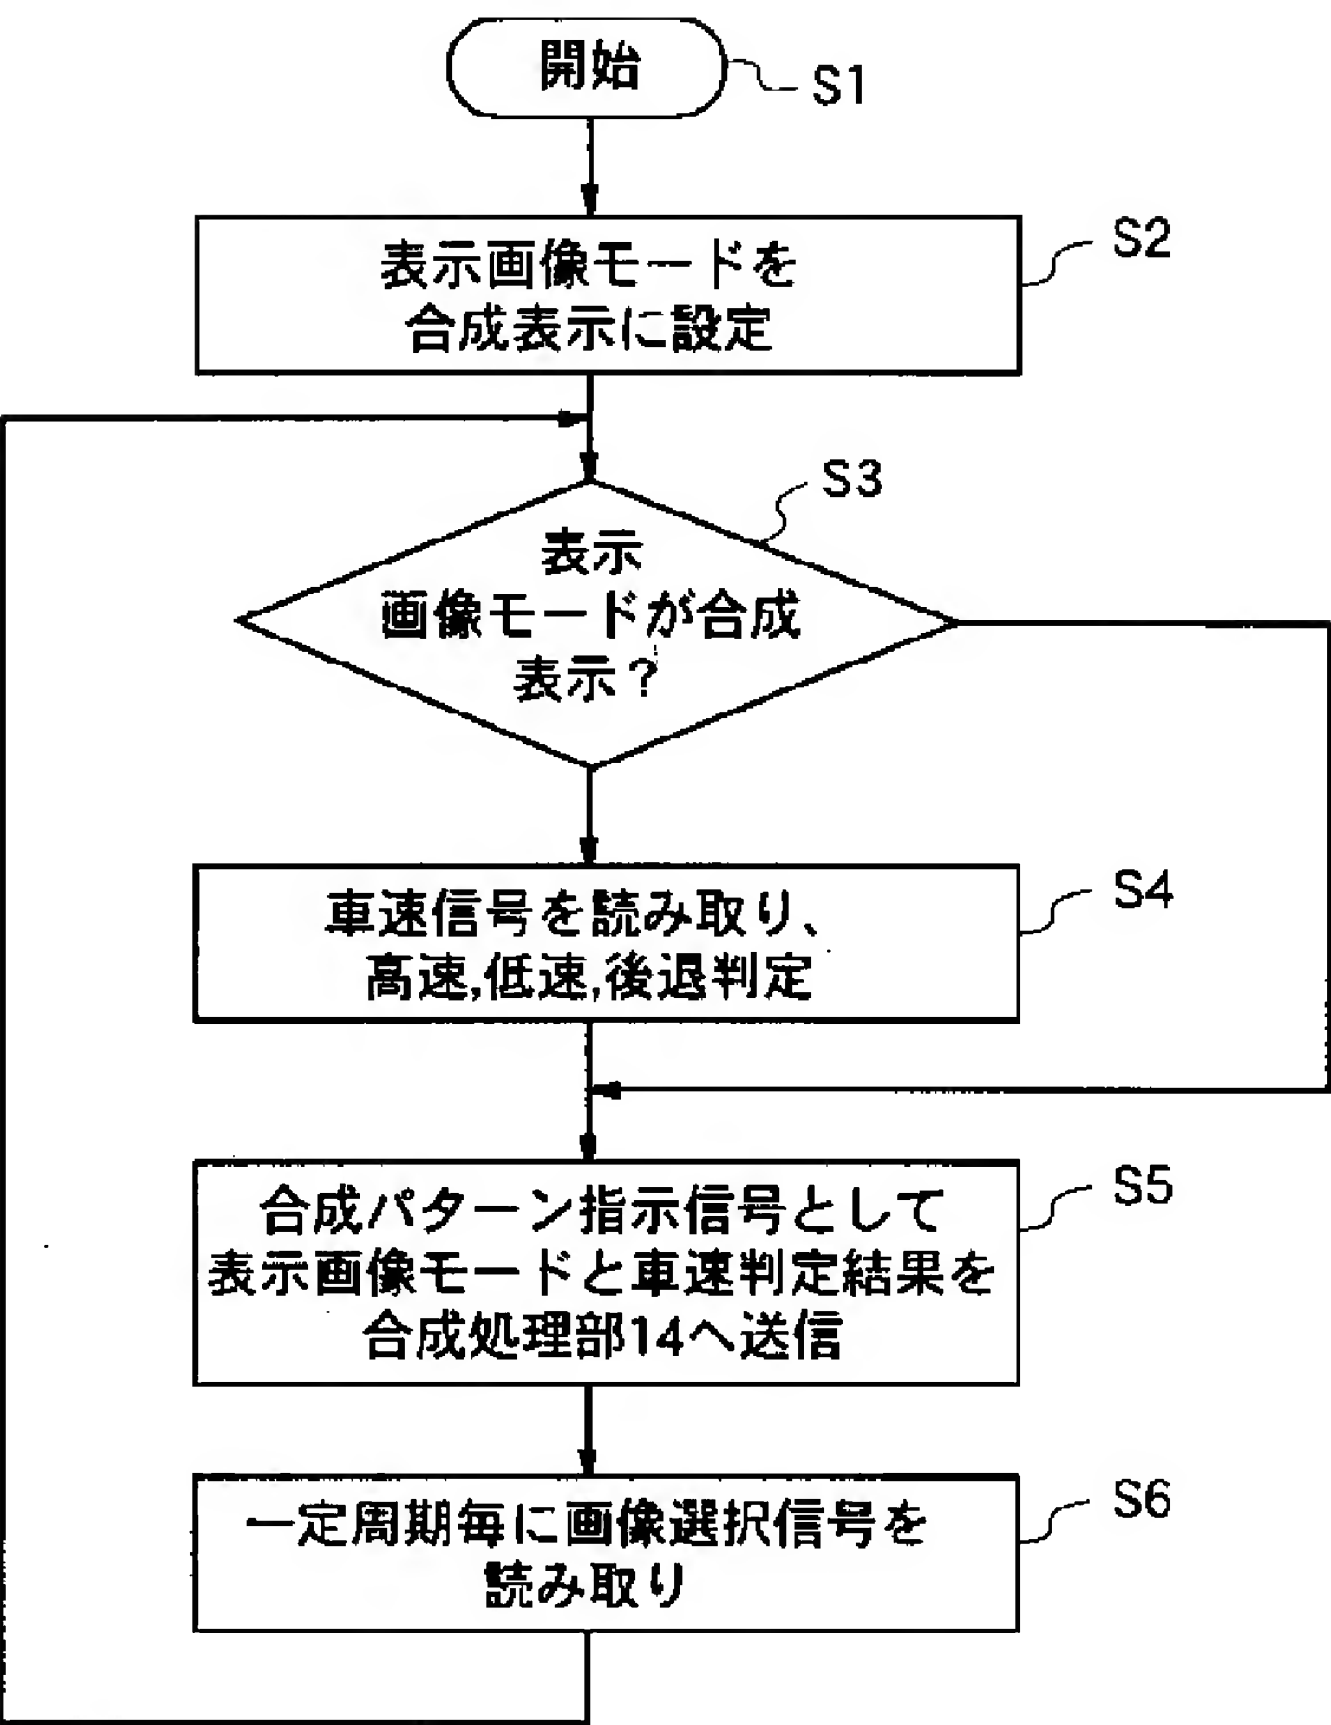 開始
S1
表示画像モードを
合成表示に設定
S2
S3
表示
画像モードが合成
表示?
車速信号を読み取り、
高速,低速,後退判定
S4
合成パターン指示信号として
表示画像モードと車速判定結果を
合成処理部14へ送信
S5
一定周期毎に画像選択信号を
読み取り
S6